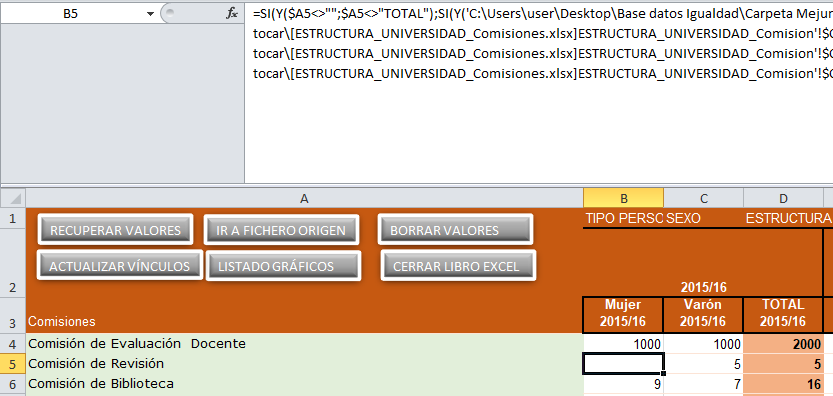 B5 fx =SI(Y($A5<>"";$A5<>"TOTAL");SI(Y('C:\Users\user\Desktop\Base datos Igualdad\Carpeta Mejur
tocar\[ESTRUCTURA_UNIVERSIDAD_Comisiones.xlsx]ESTRUCTURA_UNIVERSIDAD_Comision'!$C
tocar\[ESTRUCTURA_UNIVERSIDAD_Comisiones.xlsx]ESTRUCTURA_UNIVERSIDAD_Comision'!$C
tocar\[ESTRUCTURA_UNIVERSIDAD_Comisiones.xlsx]ESTRUCTURA_UNIVERSIDAD_Comision'!$C
A B C D
1 RECUPERAR VALORES IR A FICHERO ORIGEN BORRAR VALORES TIPO PERSC SEXO ESTRUCTURA
ACTUALIZAR VÍNCULOS LISTADO GRÁFICOS CERRAR LIBRO EXCEL
2 2015/16
Mujer Varón TOTAL
3 Comisiones 2015/16 2015/16 2015/16
4 Comisión de Evaluación Docente 1000 1000 2000
5 Comisión de Revisión 5 5
6 Comisión de Biblioteca 9 7 16